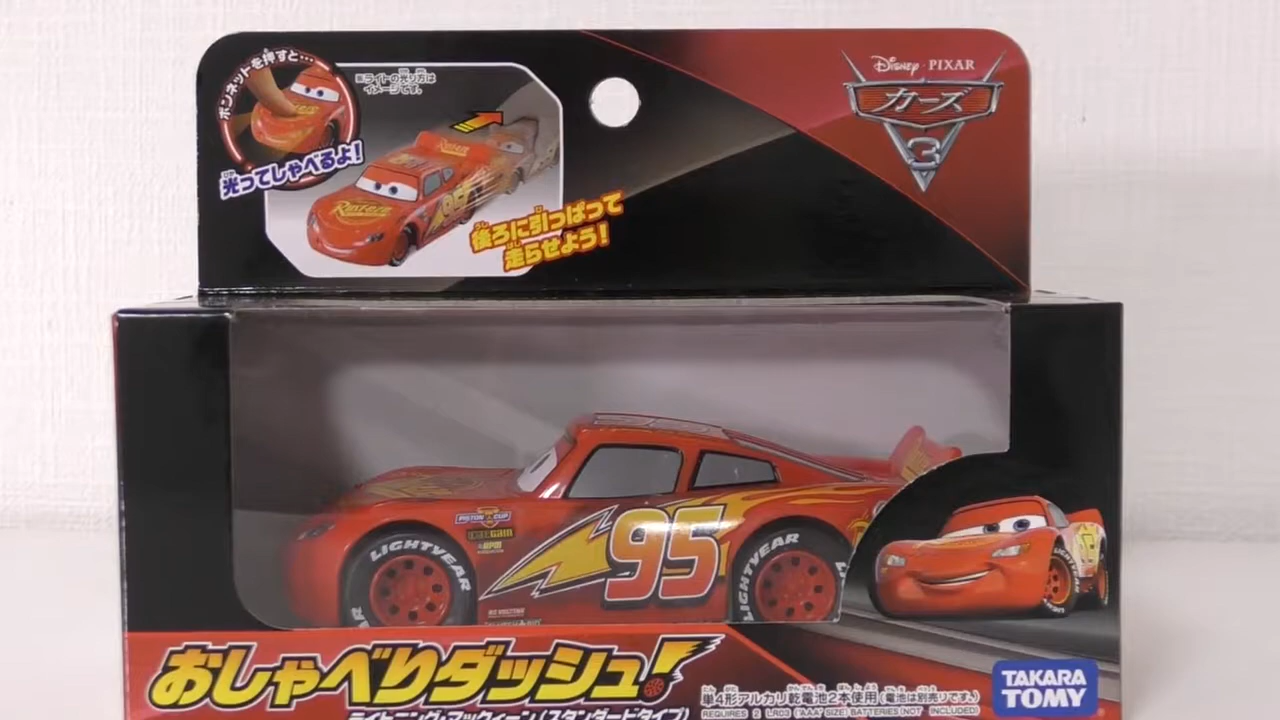 ボンネットを押すと…
光ってしゃべるよ！
※ライトの光り方は
イメージです。
後ろに引っぱって
走らせよう！
Disney・PIXAR
カーズ
3
Rust-eze
95
PISTON CUP
RPM
LIGHTYEAR
95
LIGHTYEAR
おしゃべりダッシュ！
ライトニング・マックィーン（スタンダードタイプ）
単4形アルカリ乾電池2本使用（電池は別売りです。）
REQUIRES 2 LR03 ("AAA" SIZE) BATTERIES (NOT INCLUDED)
TAKARA
TOMY